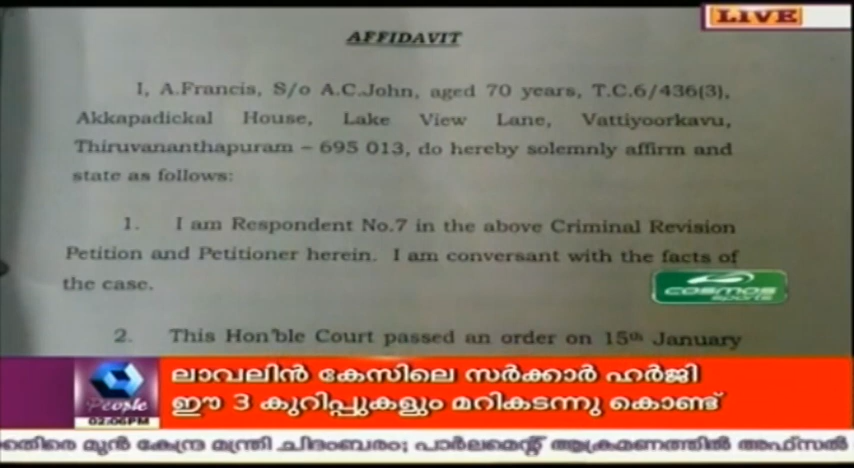 LIVE
AFFIDAVIT
I, A.Francis, S/o A.C.John, aged 70 years, T.C.6/436(3),
Akkapadickal House, Lake View Lane, Vattiyoorkavu,
Thiruvananthapuram – 695 013, do hereby solemnly affirm and
state as follows:
1. I am Respondent No.7 in the above Criminal Revision
Petition and Petitioner herein. I am conversant with the facts of
the case.
COSMOS
sports
2. This Hon'ble Court passed an order on 15th January
ലാവലിൻ കേസിലെ സർക്കാർ ഹർജി
ഈ 3 കുറിപ്പുകളും മറികടന്നു കൊണ്ട്
People
02:06PM
മുൻ കേന്ദ്ര മന്ത്രി ചിദംബരം; പാർലമെന്റ് ആക്രമണത്തിൽ അഫ്സൽ